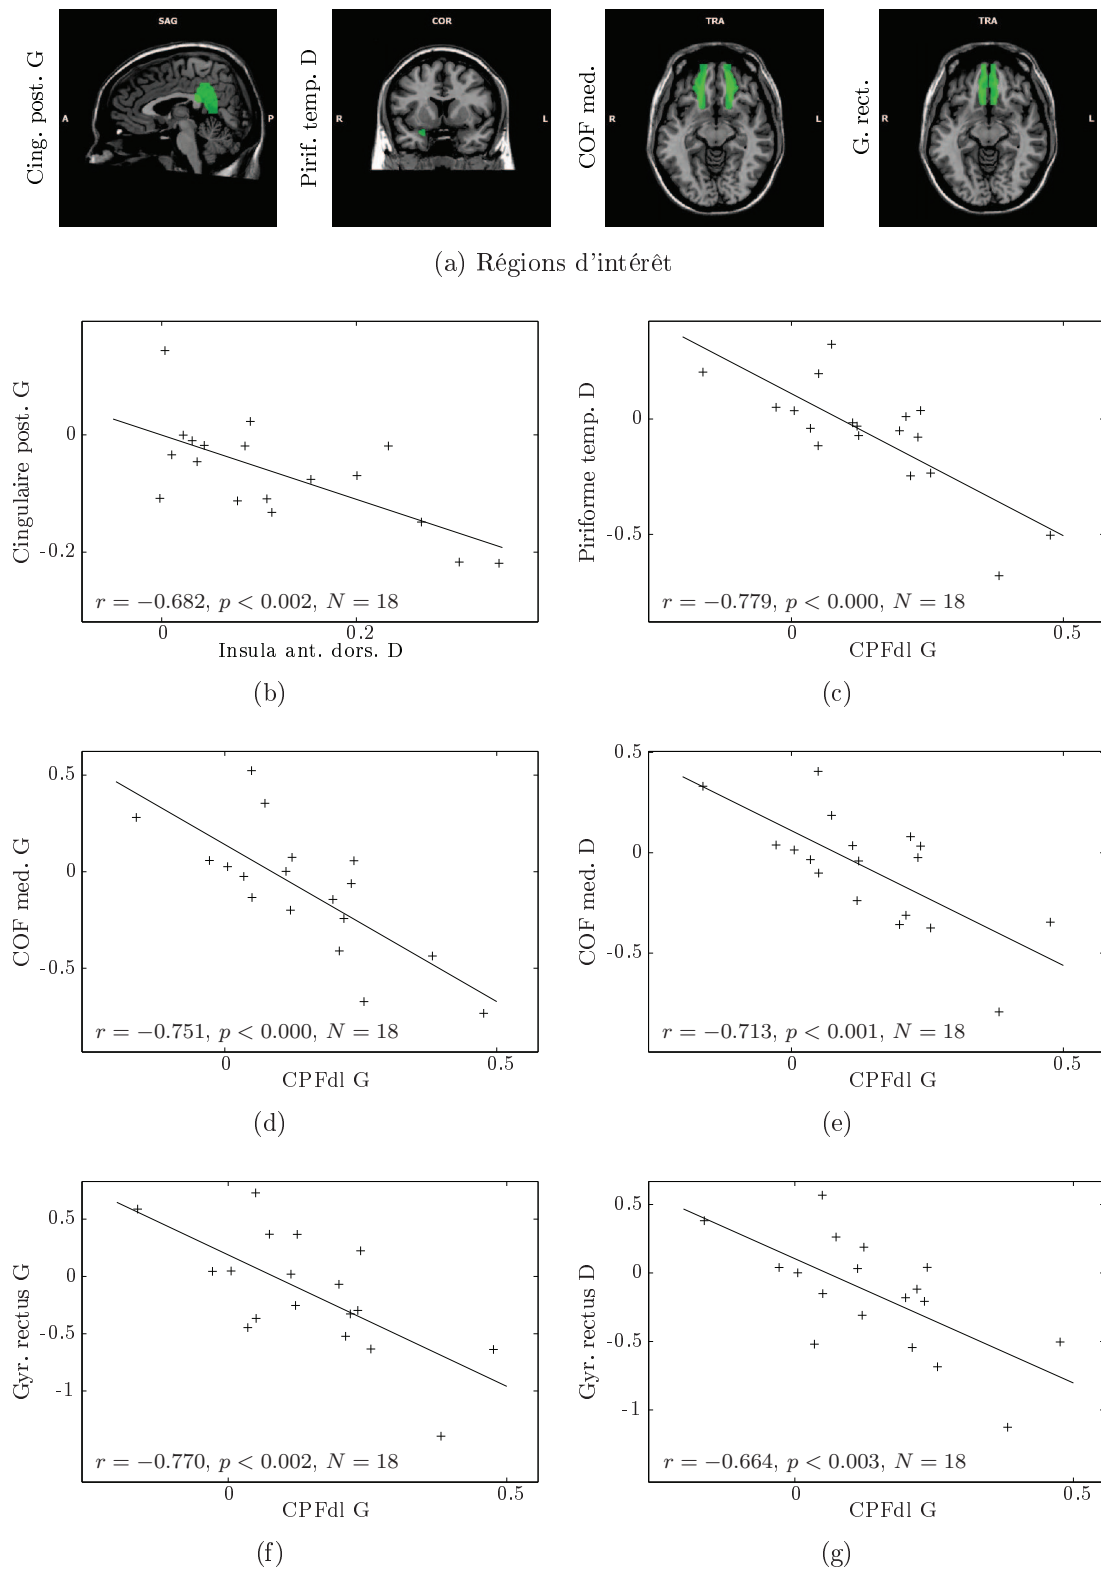 SAG
COR
TRA
TRA
Cing. post. G
A
P
Pirif. temp. D
R
L
COF med.
R
L
G. rect.
R
L
(a) Régions d'intérêt
Cingulaire post. G
0
-0.2
r = −0.682, p < 0.002, N = 18
0
0.2
Insula ant. dors. D
(b)
Piriforme temp. D
0
-0.5
r = −0.779, p < 0.000, N = 18
0
0.5
CPFdl G
(c)
COF med. G
0.5
0
-0.5
r = −0.751, p < 0.000, N = 18
0
0.5
CPFdl G
(d)
COF med. D
0.5
0
-0.5
r = −0.713, p < 0.001, N = 18
0
0.5
CPFdl G
(e)
Gyr. rectus G
0.5
0
-0.5
-1
r = −0.770, p < 0.002, N = 18
0
0.5
CPFdl G
(f)
Gyr. rectus D
0.5
0
-0.5
-1
r = −0.664, p < 0.003, N = 18
0
0.5
CPFdl G
(g)